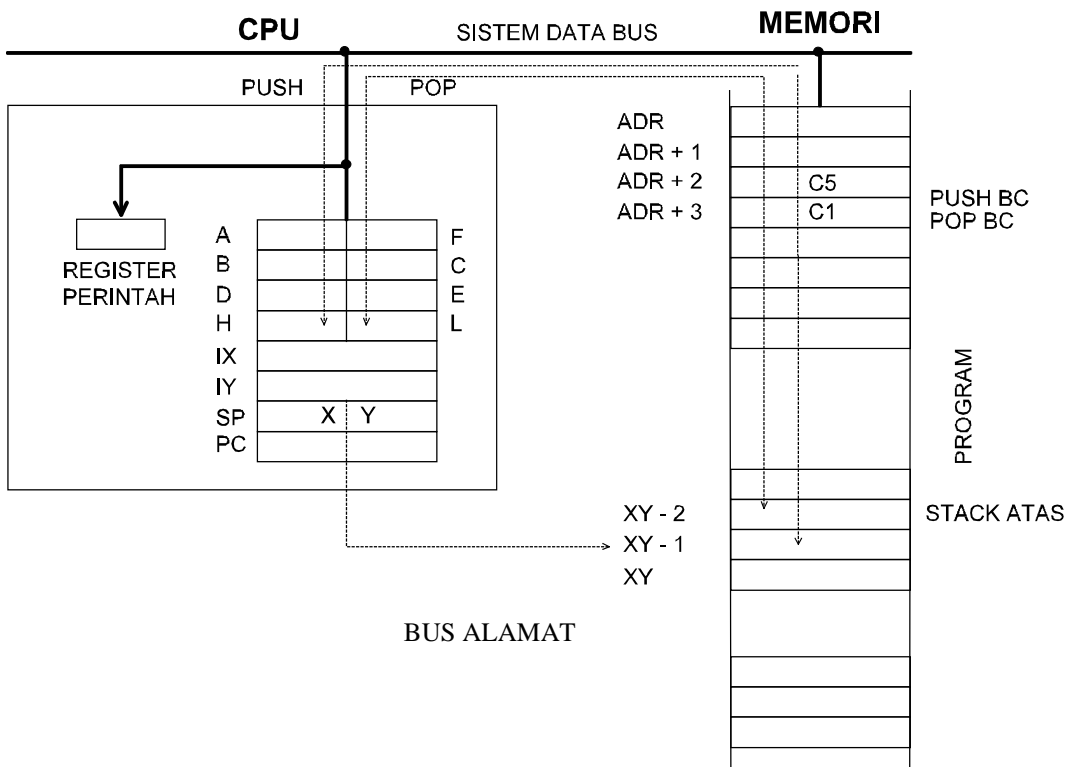 CPU
SISTEM DATA BUS
MEMORI
PUSH
POP
ADR
ADR + 1
ADR + 2
C5
PUSH BC
ADR + 3
C1
POP BC
REGISTER
PERINTAH
A
F
B
C
D
E
H
L
IX
IY
SP
X
Y
PC
PROGRAM
XY - 2
STACK ATAS
XY - 1
XY
BUS ALAMAT